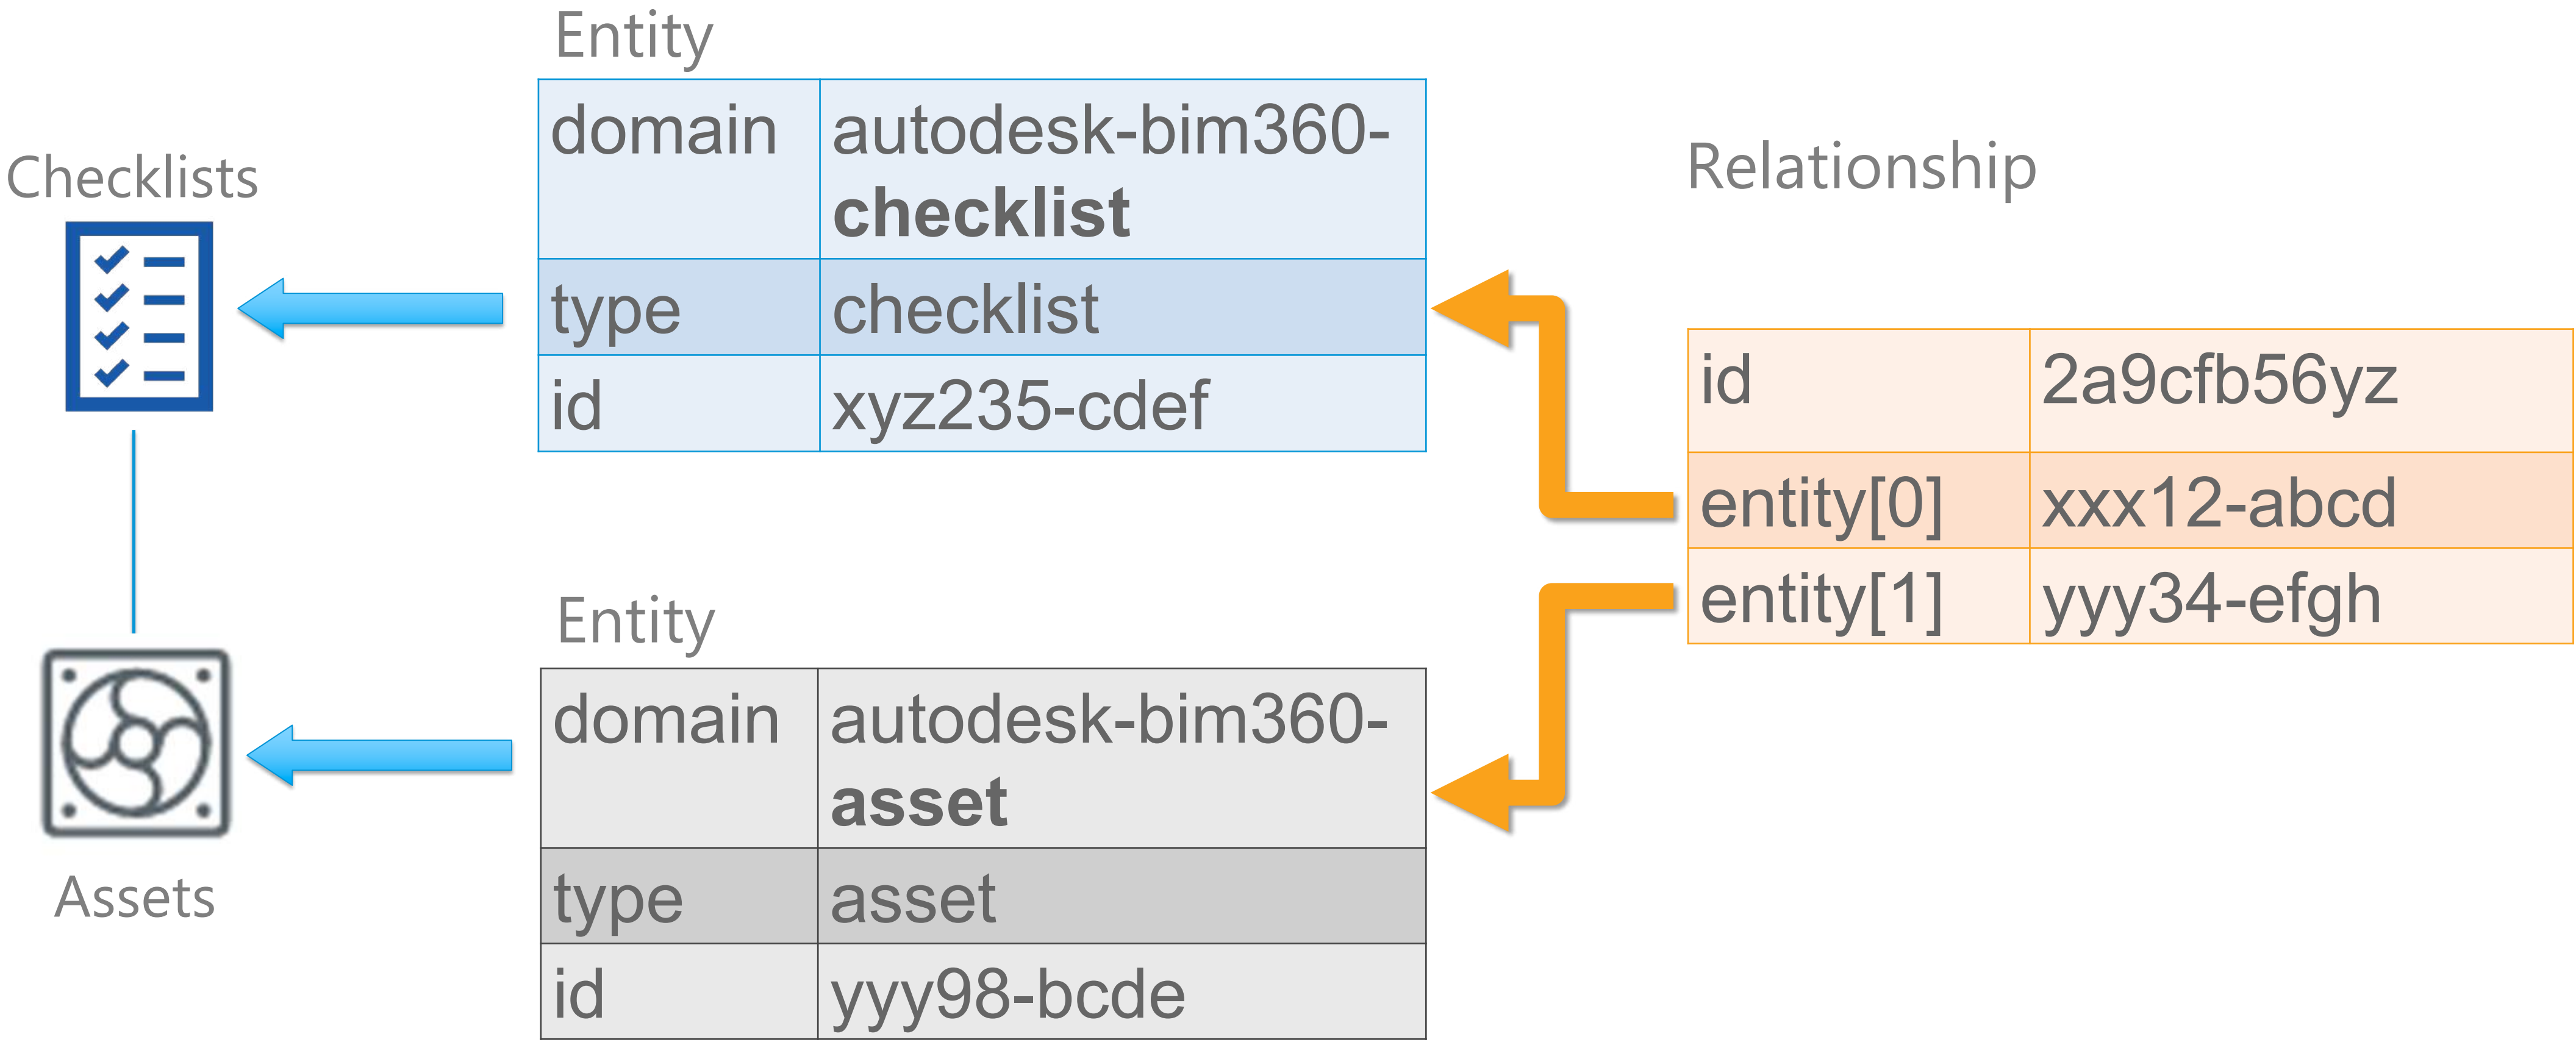 Checklists
Assets
Entity
domain autodesk-bim360-
checklist
type checklist
id xyz235-cdef
Entity
domain autodesk-bim360-
asset
type asset
id yyy98-bcde
Relationship
id 2a9cfb56yz
entity[0] xxx12-abcd
entity[1] yyy34-efgh